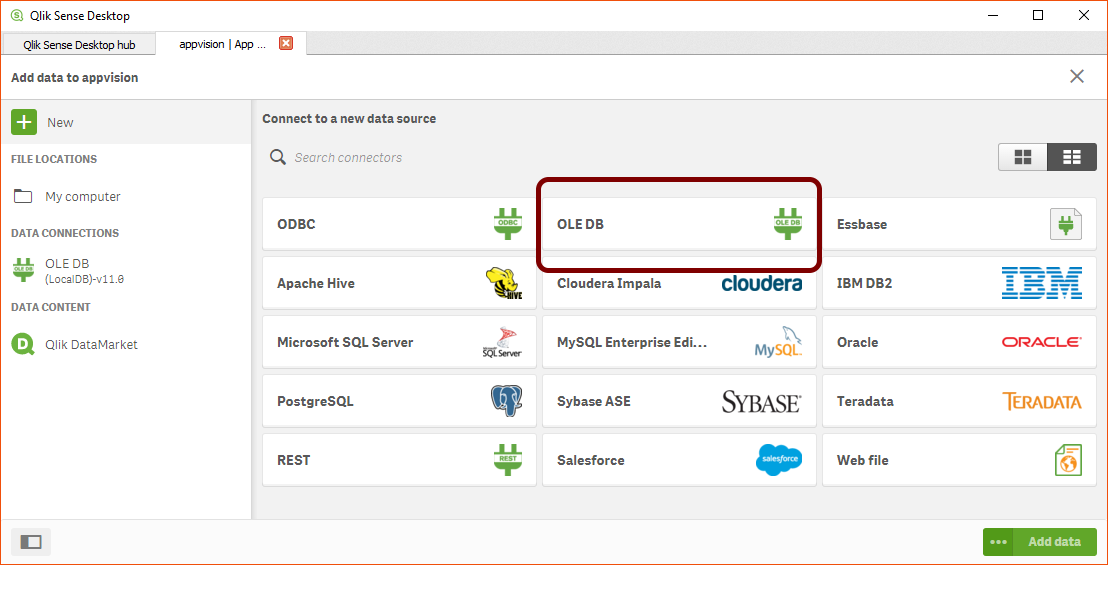 Qlik Sense Desktop
Qlik Sense Desktop hub
appvision | App ...
Add data to appvision
New
FILE LOCATIONS
My computer
DATA CONNECTIONS
OLE DB
OLE DB
(LocalDB)-v11.0
DATA CONTENT
Qlik DataMarket
Connect to a new data source
Search connectors
ODBC
ODBC
OLE DB
OLE DB
Essbase
Apache Hive
HIVE
Cloudera Impala
cloudera
IBM DB2
IBM
Microsoft SQL Server
Microsoft
SQL Server
MySQL Enterprise Edi...
MySQL
Oracle
ORACLE
PostgreSQL
Sybase ASE
SYBASE
Teradata
TERADATA
REST
REST
Salesforce
salesforce
Web file
Add data